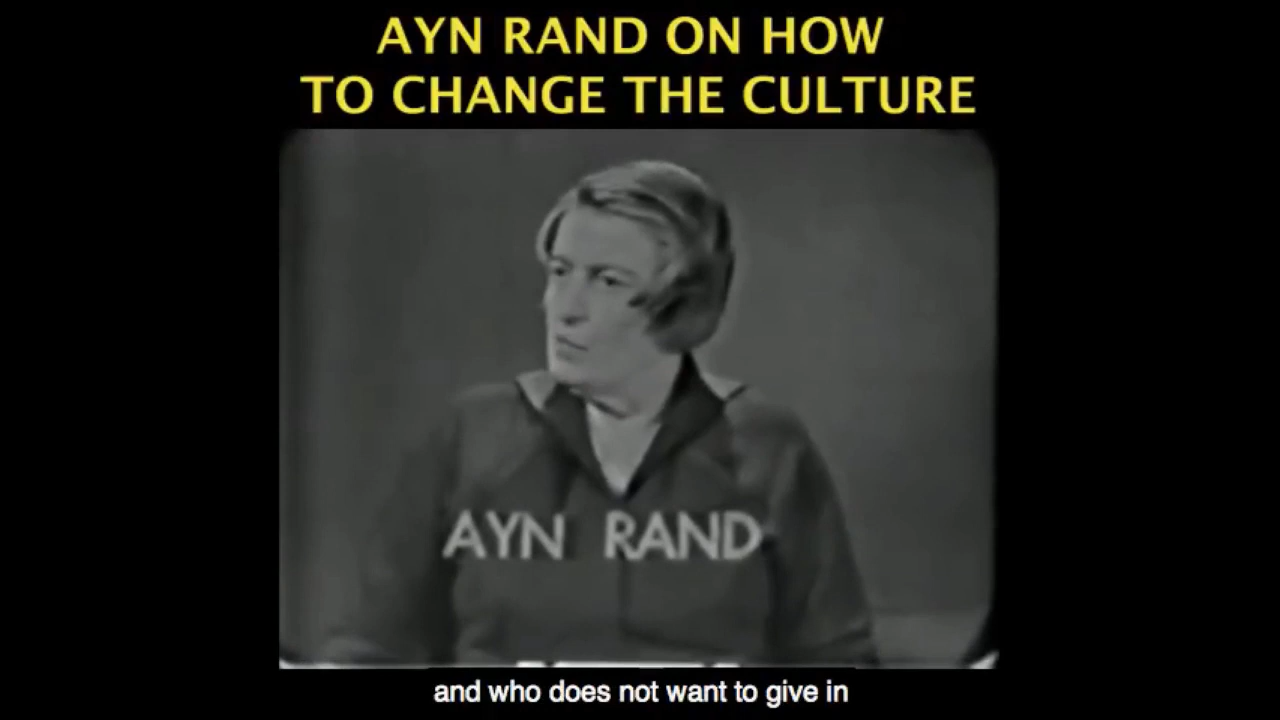 AYN RAND ON HOW
TO CHANGE THE CULTURE
AYN RAND
and who does not want to give in